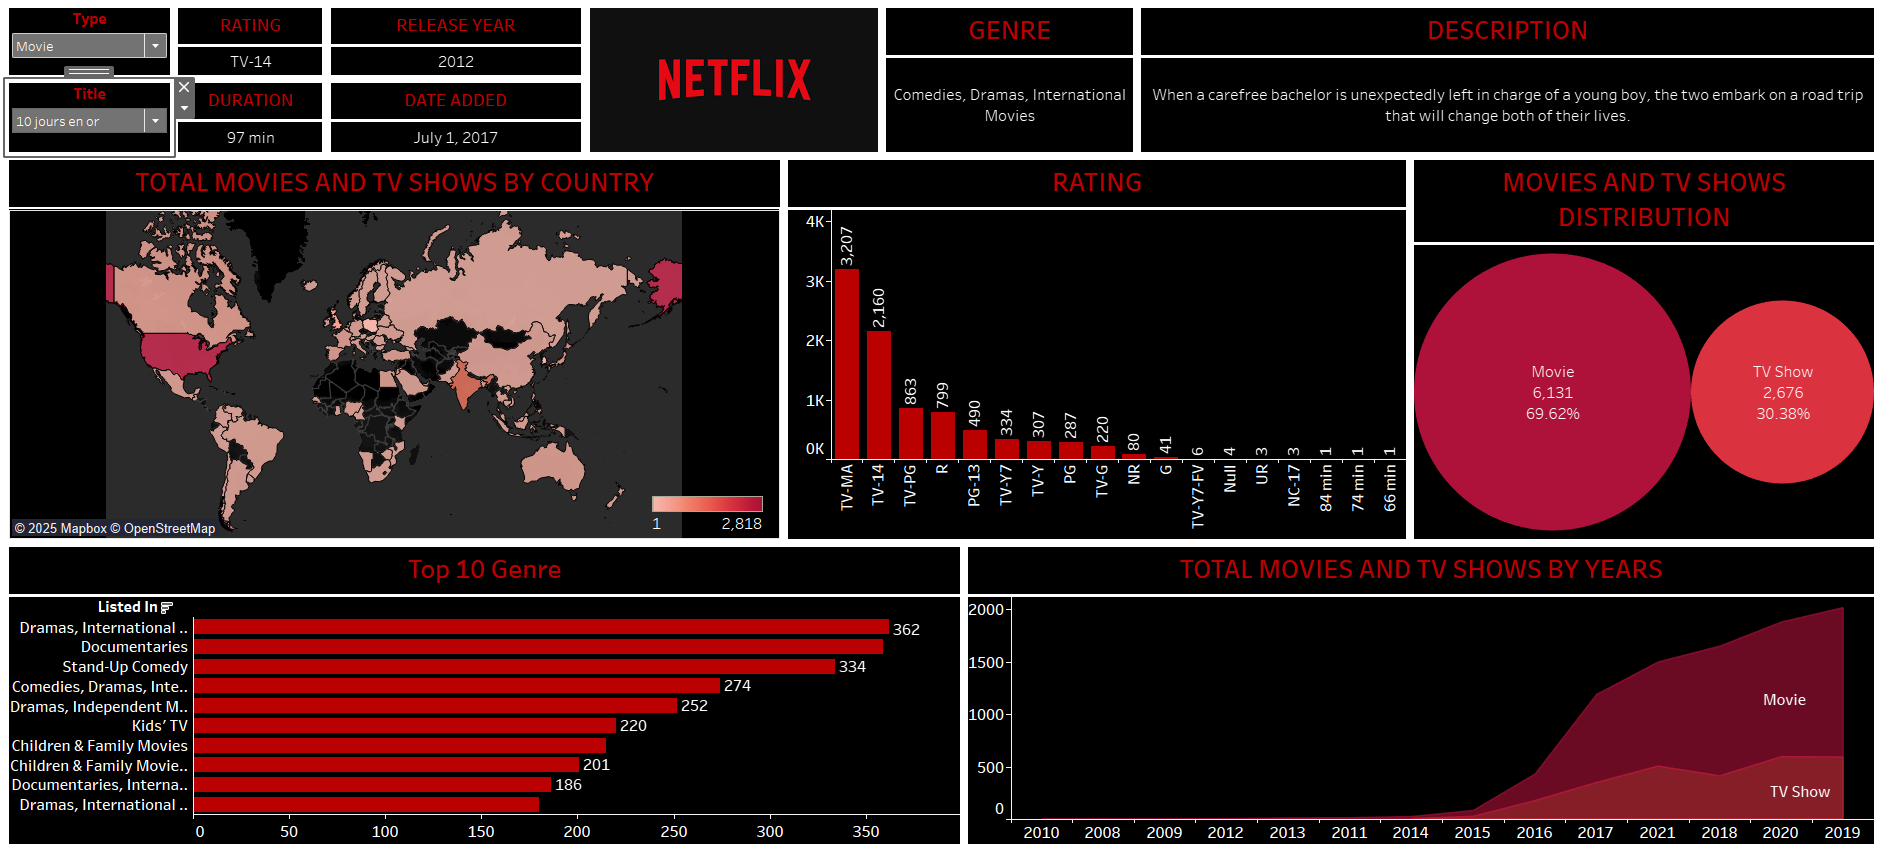 Type
Movie
Title
10 jours en or
RATING
TV-14
DURATION
97 min
RELEASE YEAR
2012
DATE ADDED
July 1, 2017
NETFLIX
GENRE
Comedies, Dramas, International
Movies
DESCRIPTION
When a carefree bachelor is unexpectedly left in charge of a young boy, the two embark on a road trip
that will change both of their lives.
TOTAL MOVIES AND TV SHOWS BY COUNTRY
© 2025 Mapbox © OpenStreetMap
1
2,818
RATING
4K
3K
2K
1K
0K
3,207
2,160
863
799
490
334
307
287
220
80
41
6
4
3
3
1
1
1
TV-MA
TV-14
TV-PG
R
PG-13
TV-Y7
TV-Y
PG
TV-G
NR
G
TV-Y7-FV
Null
UR
NC-17
84 min
74 min
66 min
MOVIES AND TV SHOWS
DISTRIBUTION
Movie
6,131
69.62%
TV Show
2,676
30.38%
Top 10 Genre
Listed In
Dramas, International ..
362
Documentaries
Stand-Up Comedy
334
Comedies, Dramas, Inte..
274
Dramas, Independent M..
252
Kids' TV
220
Children & Family Movies
Children & Family Movie..
201
Documentaries, Interna..
186
Dramas, International ..
0 50 100 150 200 250 300 350
TOTAL MOVIES AND TV SHOWS BY YEARS
2000
1500
1000
500
0
Movie
TV Show
2010 2008 2009 2012 2013 2011 2014 2015 2016 2017 2021 2018 2020 2019